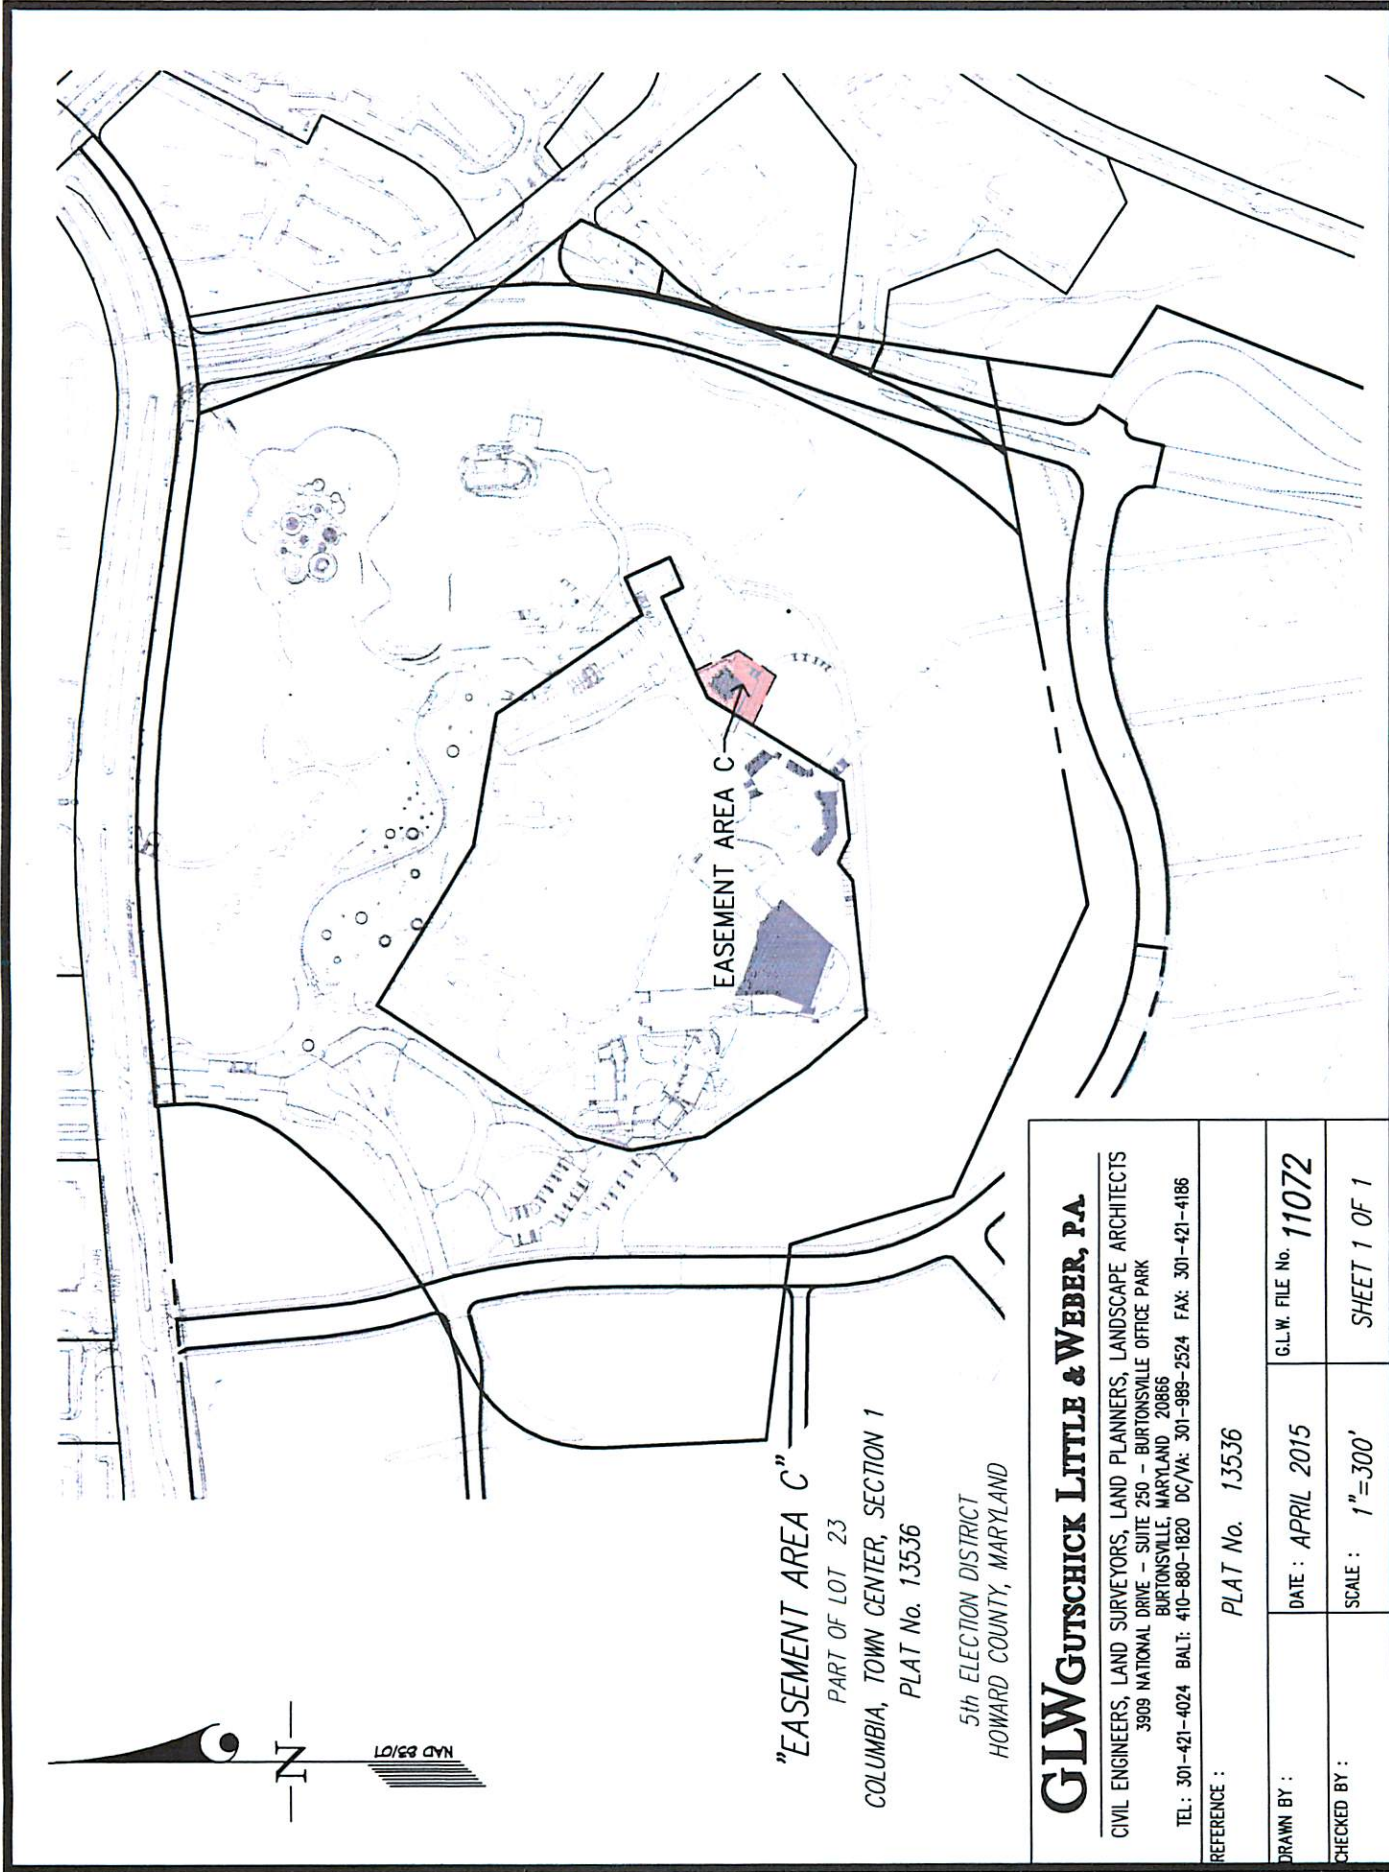 NAD 83/07
N
EASEMENT AREA C
"EASEMENT AREA C"
PART OF LOT 23
COLUMBIA, TOWN CENTER, SECTION 1
PLAT No. 13536
5th ELECTION DISTRICT
HOWARD COUNTY, MARYLAND
GLWGUTSCHICK LITTLE & WEBER, P.A.
CIVIL ENGINEERS, LAND SURVEYORS, LAND PLANNERS, LANDSCAPE ARCHITECTS
3909 NATIONAL DRIVE – SUITE 250 – BURTONSVILLE OFFICE PARK
BURTONSVILLE, MARYLAND 20866
TEL: 301-421-4024 BALT: 410-880-1820 DC/VA: 301-989-2524 FAX: 301-421-4186
REFERENCE : PLAT No. 13536
DRAWN BY : DATE : APRIL 2015 G.L.W. FILE No. 11072
CHECKED BY : SCALE : 1"=300' SHEET 1 OF 1